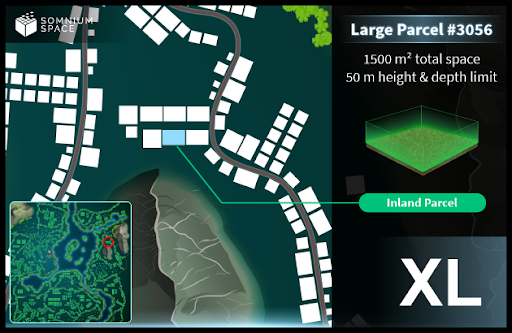 SOMNIUM
SPACE
Large Parcel #3056
1500 m² total space
50 m height & depth limit
Inland Parcel
XL